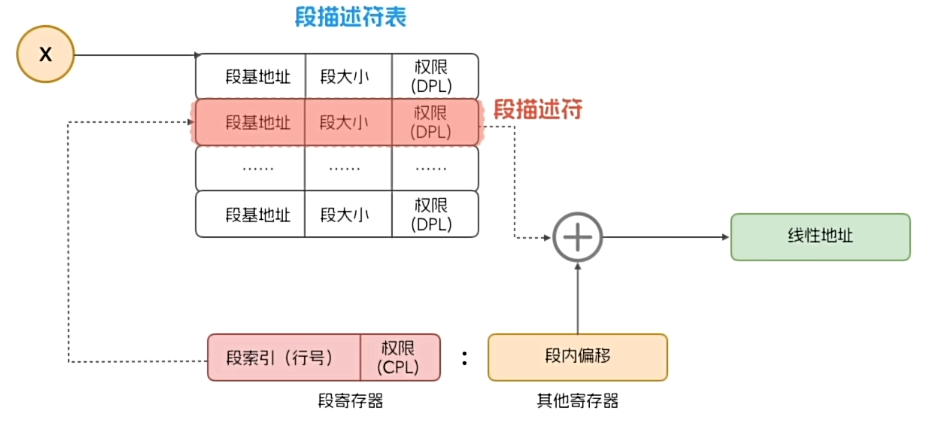 段描述符表
X
段基地址 段大小 权限
(DPL)
段基地址 段大小 权限
(DPL)
段描述符
…… …… ……
段基地址 段大小 权限
(DPL)
线性地址
段索引（行号） 权限
(CPL)
:
段内偏移
段寄存器
其他寄存器